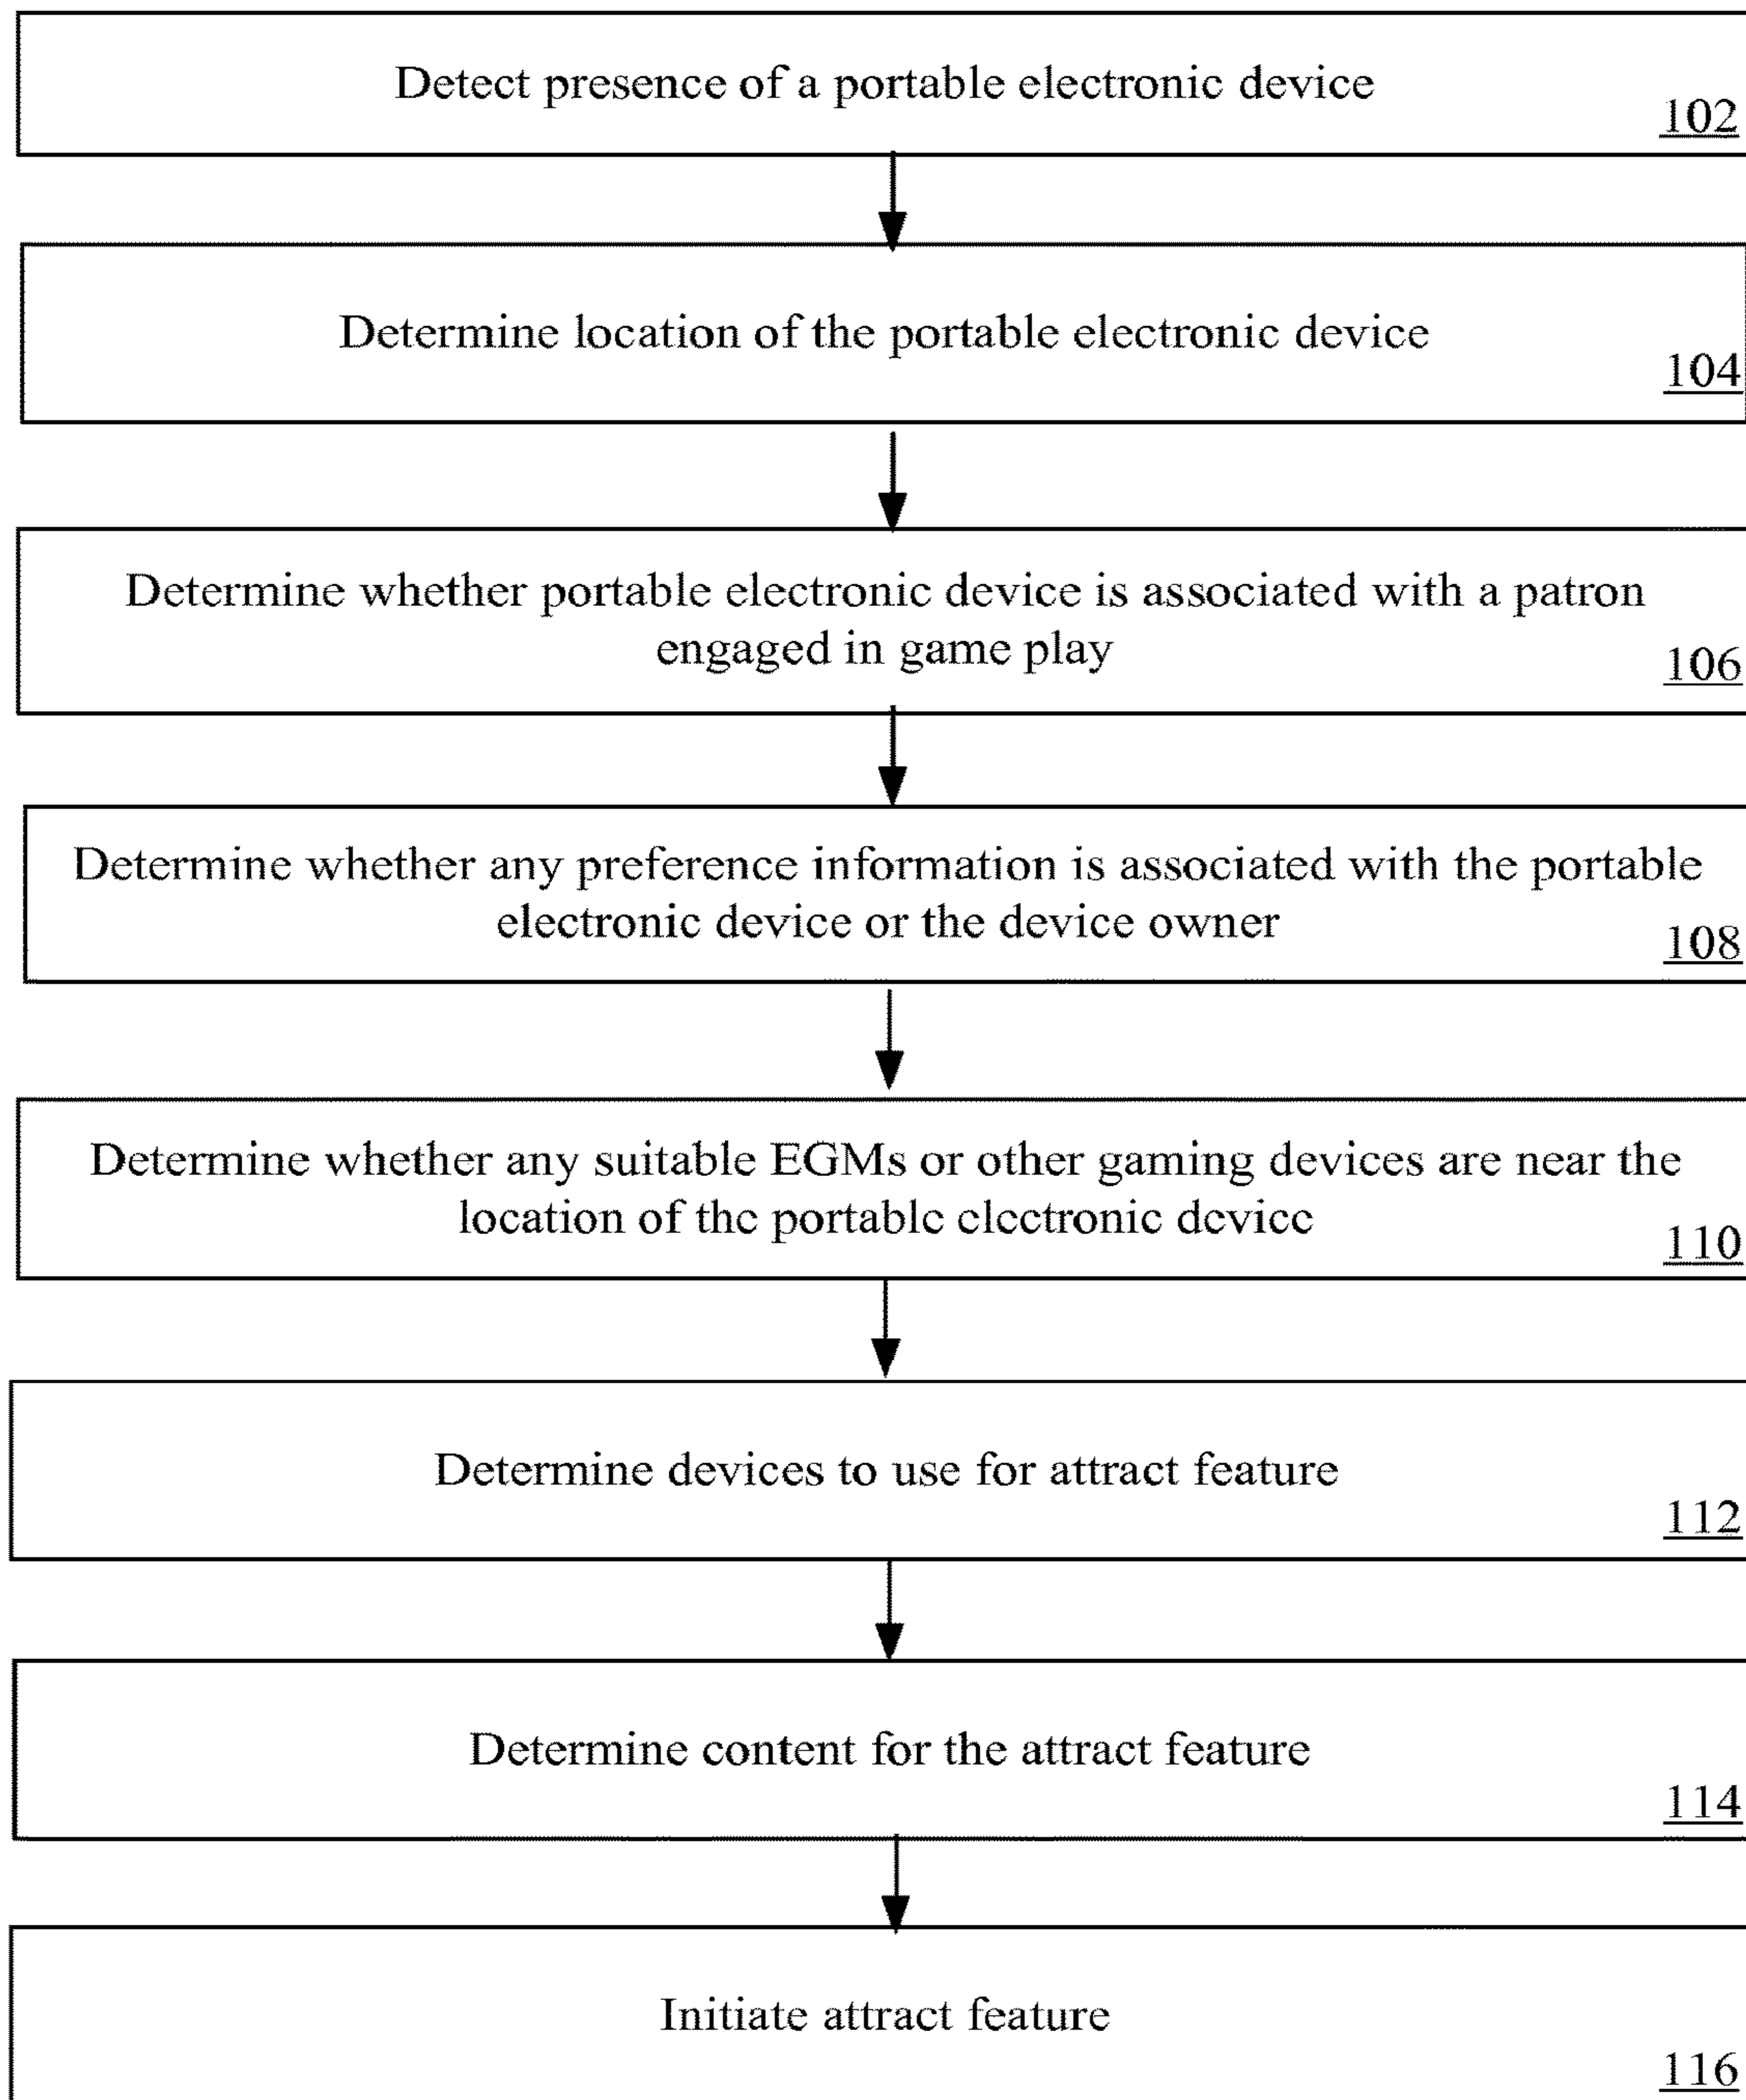 Detect presence of a portable electronic device
102
Determine location of the portable electronic device
104
Determine whether portable electronic device is associated with a patron
engaged in game play
106
Determine whether any preference information is associated with the portable
electronic device or the device owner
108
Determine whether any suitable EGMs or other gaming devices are near the
location of the portable electronic device
110
Determine devices to use for attract feature
112
Determine content for the attract feature
114
Initiate attract feature
116